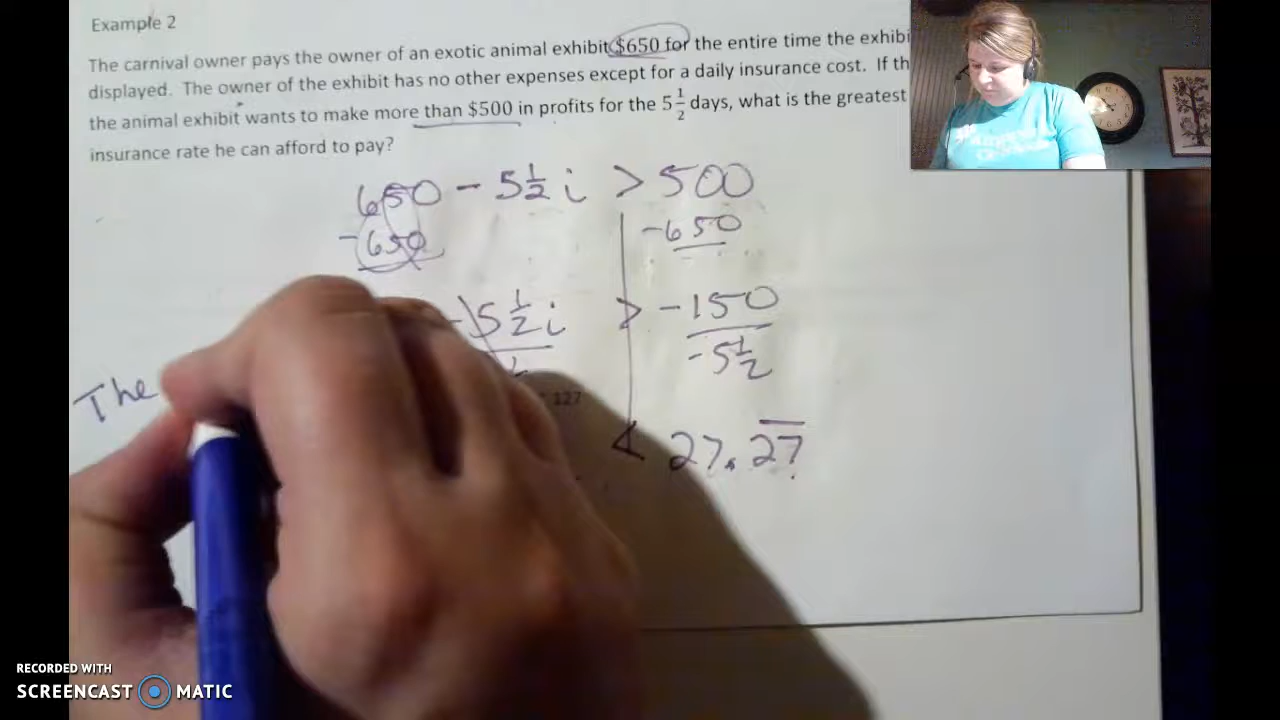 Example 2
The carnival owner pays the owner of an exotic animal exhibit $650 for the entire time the exhibi
displayed. The owner of the exhibit has no other expenses except for a daily insurance cost. If th
the animal exhibit wants to make more than $500 in profits for the 5 1/2 days, what is the greatest
insurance rate he can afford to pay?
650 - 5 1/2 i > 500
-650 -650
-5 1/2 i > -150
-5 1/2
127
The
< 27.27
RECORDED WITH
SCREENCAST MATIC